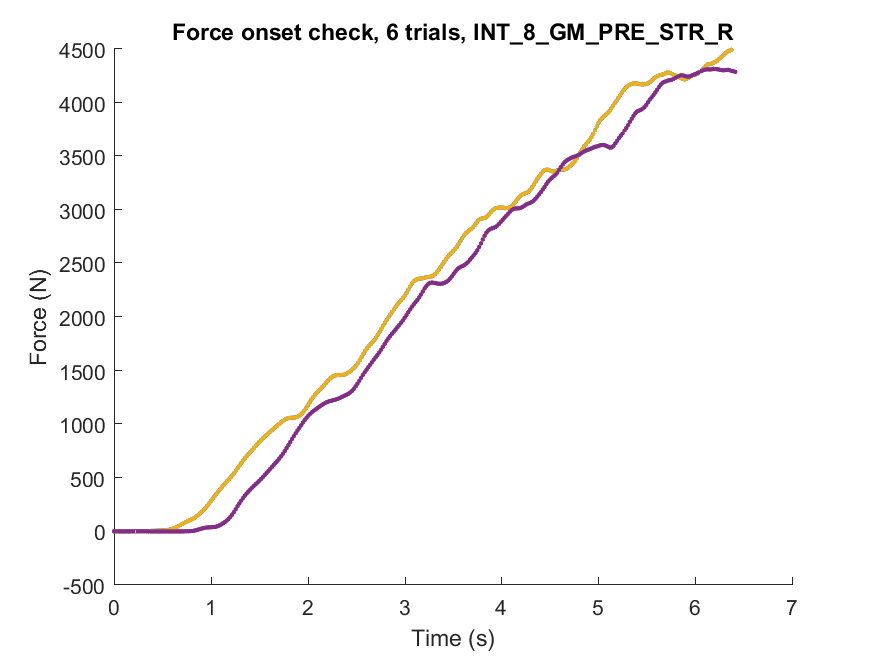 Force onset check, 6 trials, INT_8_GM_PRE_STR_R
4500
4000
3500
3000
2500
2000
1500
1000
500
0
-500
Force (N)
0 1 2 3 4 5 6 7
Time (s)